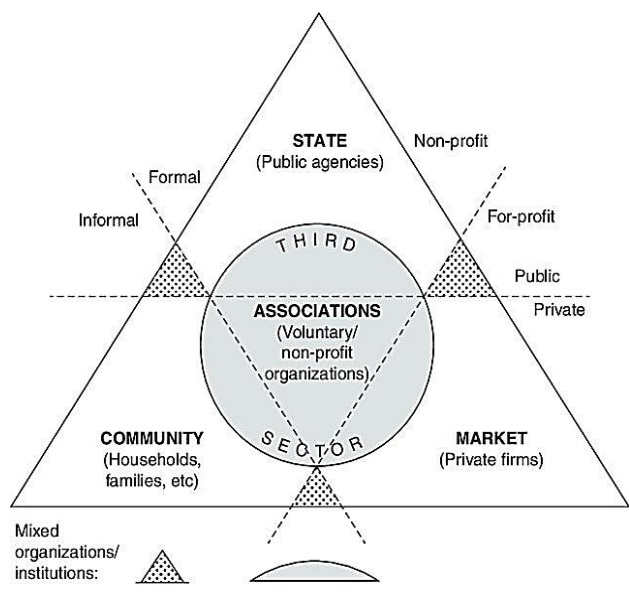 STATE
(Public agencies)
Non-profit
Formal
Informal
For-profit
THIRD
Public
Private
ASSOCIATIONS
(Voluntary/
non-profit
organizations)
SECTOR
COMMUNITY
(Households,
families, etc)
MARKET
(Private firms)
Mixed
organizations/
institutions: